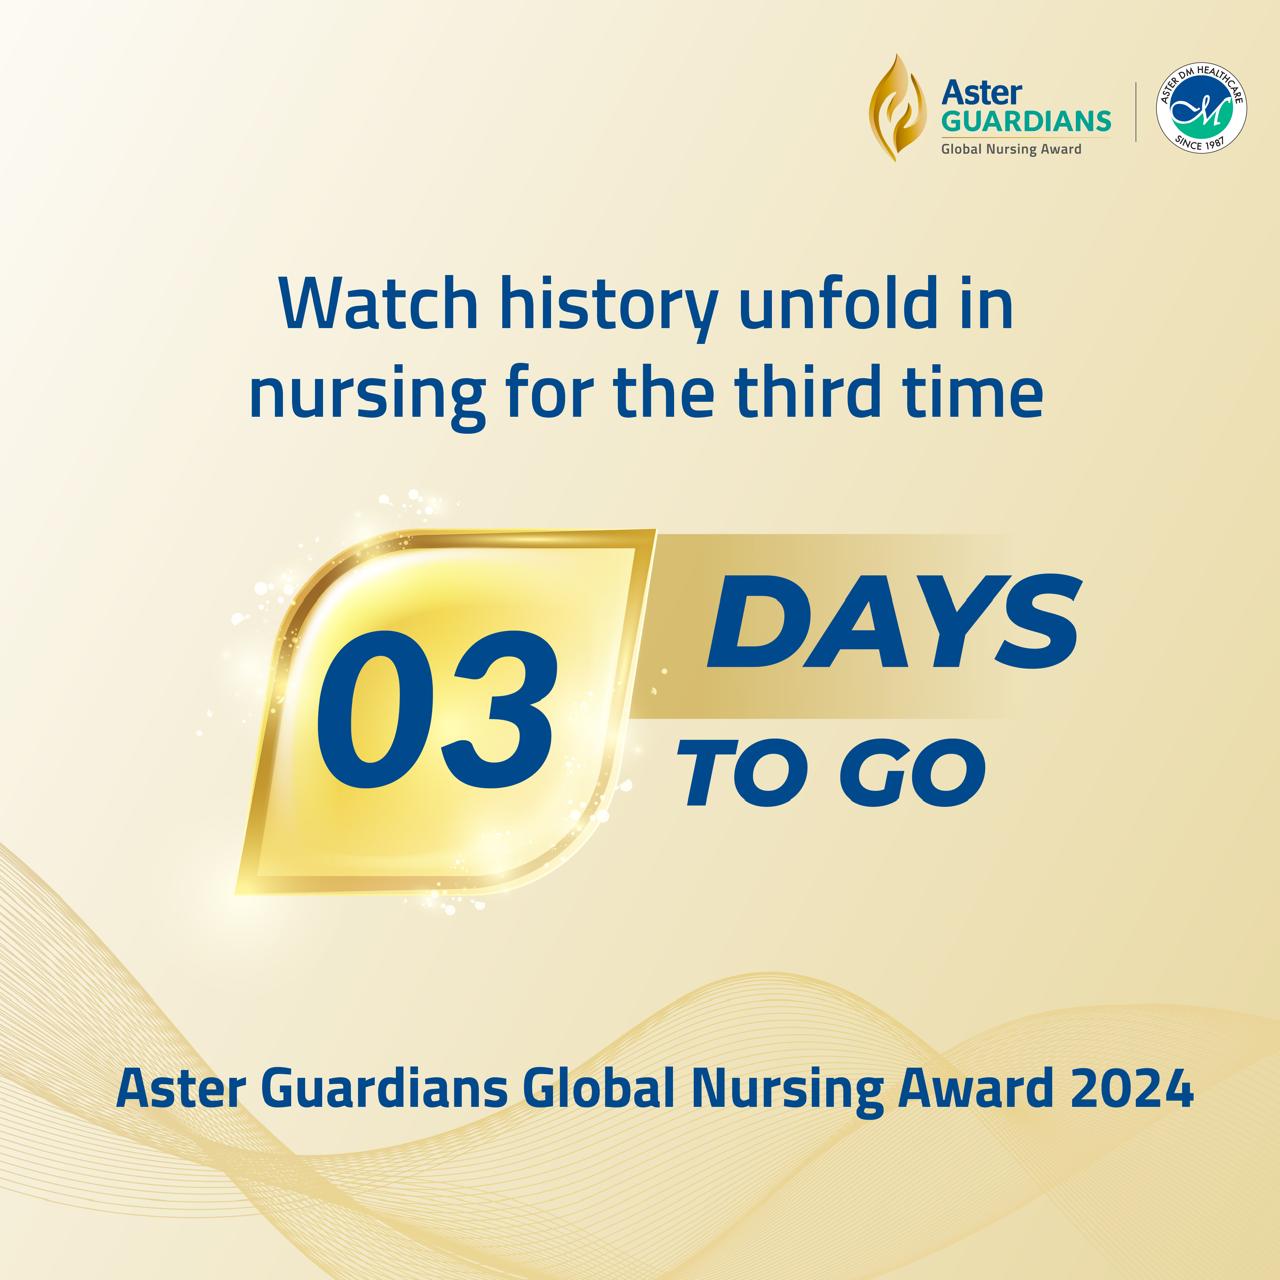 Aster
GUARDIANS
Global Nursing Award
ASTER DM HEALTHCARE
SINCE 1987
Watch history unfold in
nursing for the third time
03
DAYS
TO GO
Aster Guardians Global Nursing Award 2024